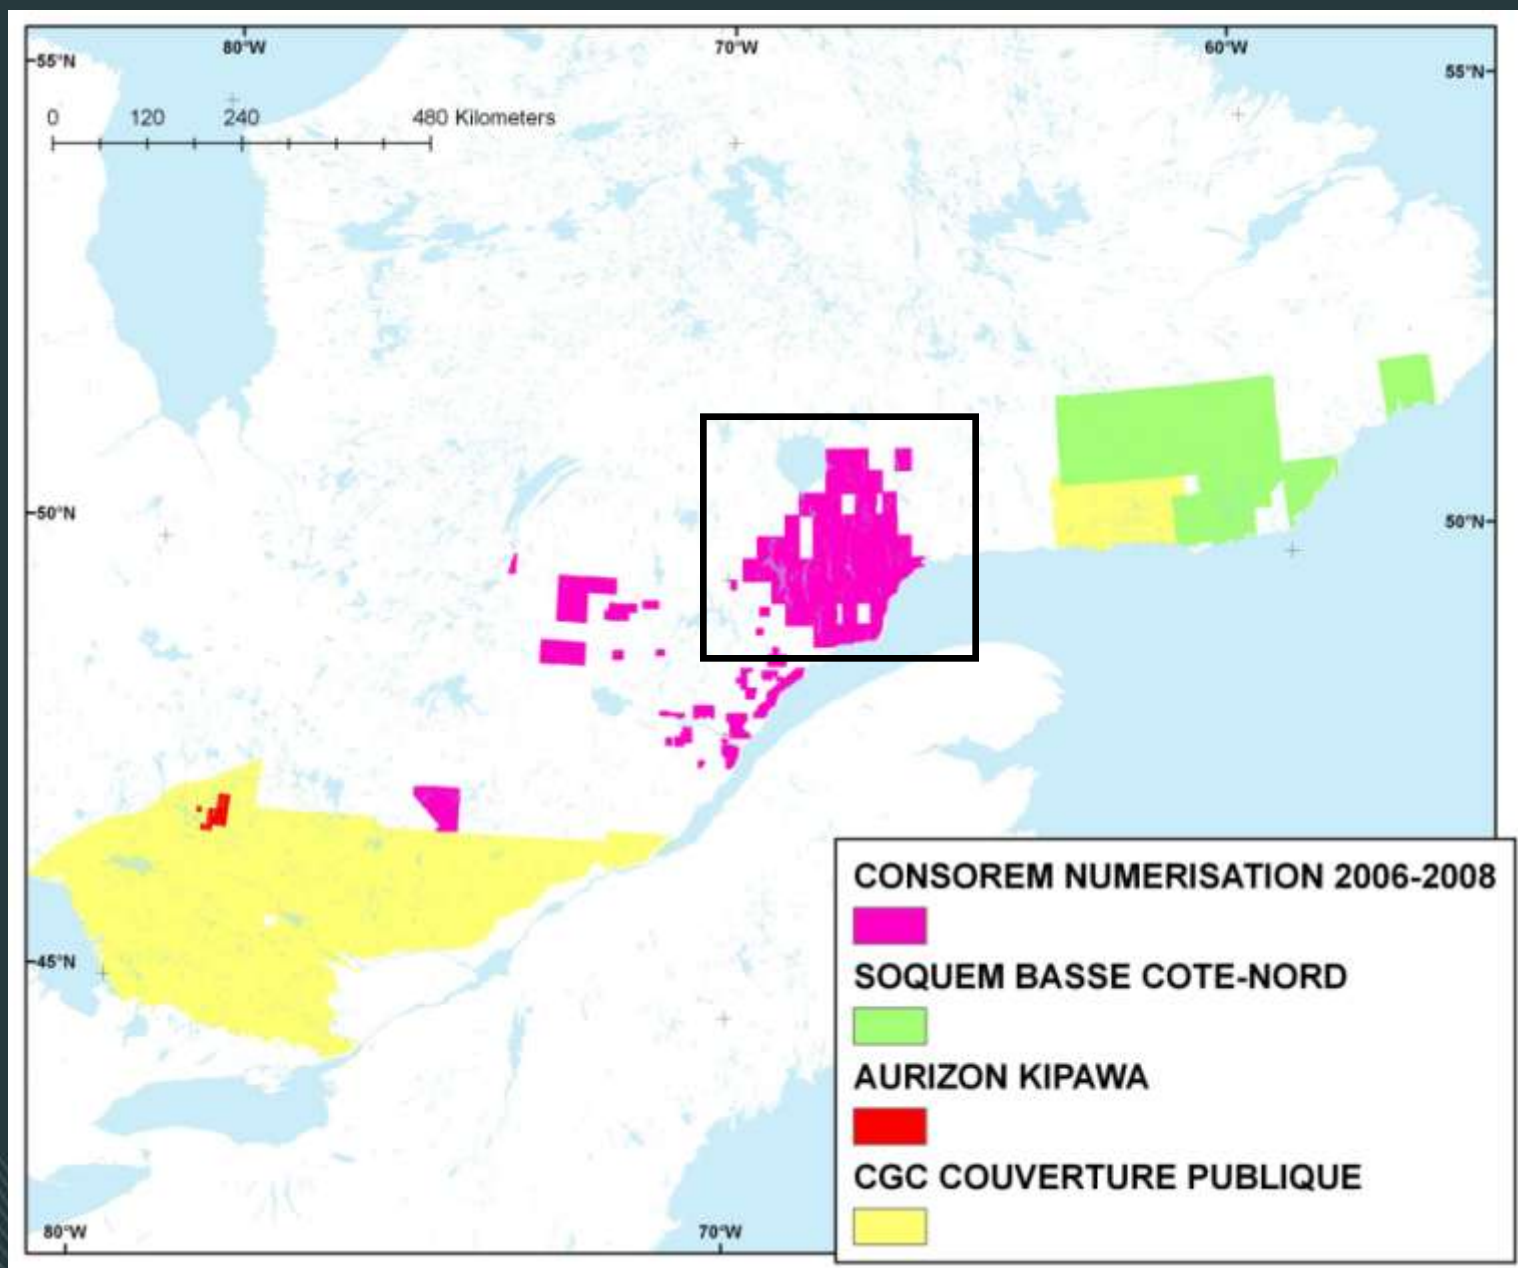 80°W 70°W 60°W
55°N 55°N
0 120 240 480 Kilometers
50°N 50°N
45°N
CONSOREM NUMERISATION 2006-2008
SOQUEM BASSE COTE-NORD
AURIZON KIPAWA
CGC COUVERTURE PUBLIQUE
80°W 70°W